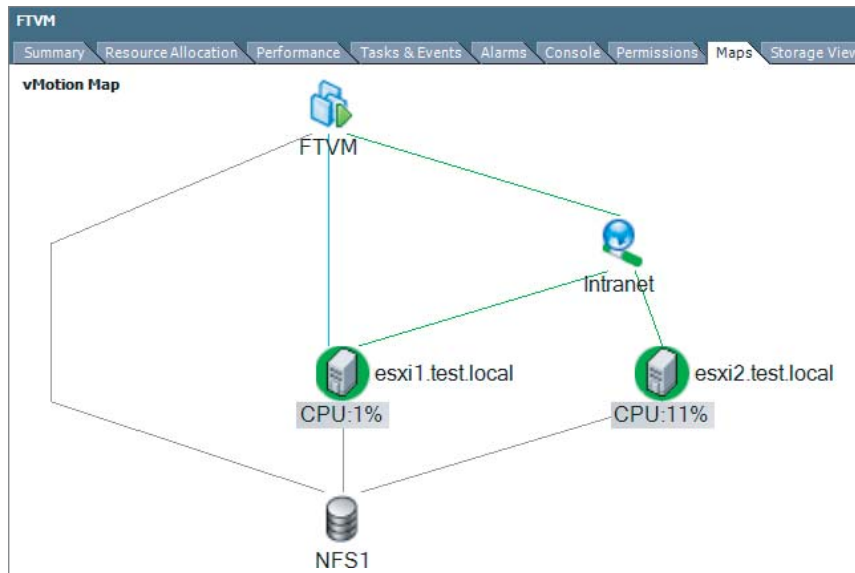 FTVM
Summary Resource Allocation Performance Tasks & Events Alarms Console Permissions Maps Storage View
vMotion Map
FTVM
Intranet
esxi1.test.local
esxi2.test.local
CPU:1%
CPU:11%
NFS1